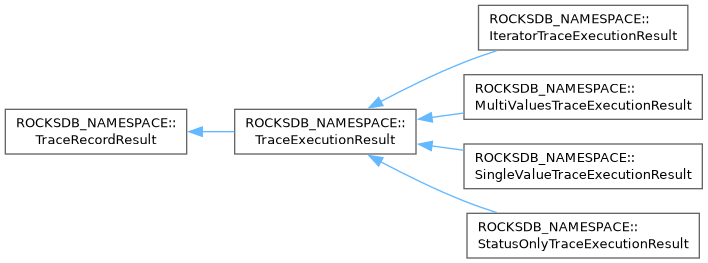 ROCKSDB_NAMESPACE::
TraceRecordResult
ROCKSDB_NAMESPACE::
TraceExecutionResult
ROCKSDB_NAMESPACE::
IteratorTraceExecutionResult
ROCKSDB_NAMESPACE::
MultiValuesTraceExecutionResult
ROCKSDB_NAMESPACE::
SingleValueTraceExecutionResult
ROCKSDB_NAMESPACE::
StatusOnlyTraceExecutionResult